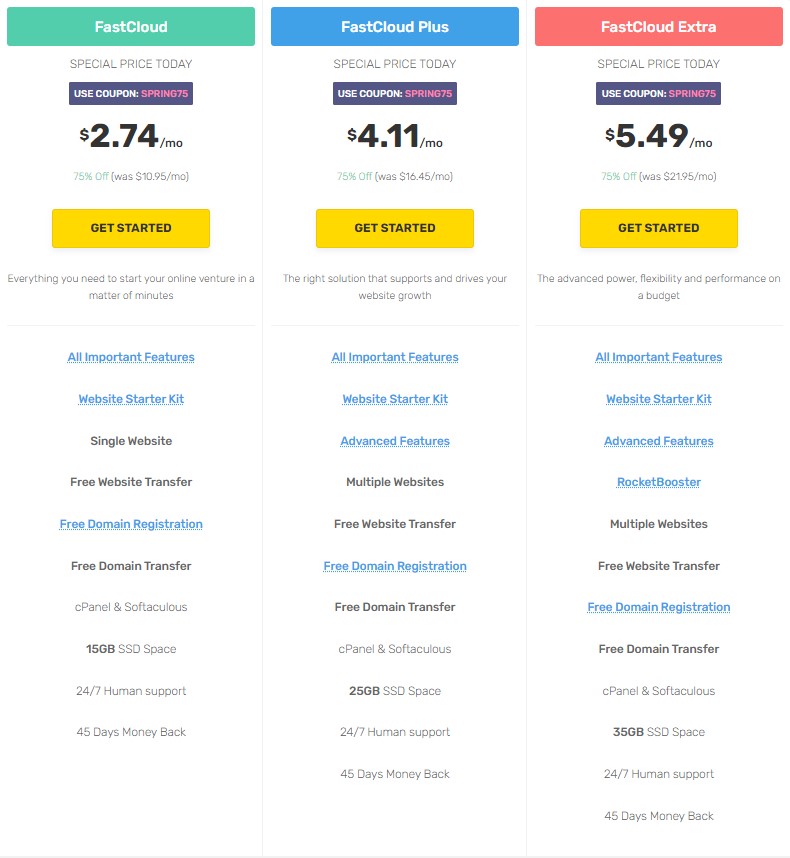 FastCloud
SPECIAL PRICE TODAY
USE COUPON: SPRING75
$2.74/mo
75% Off (was $10.95/mo)
GET STARTED
Everything you need to start your online venture in a
matter of minutes
All Important Features
Website Starter Kit
Single Website
Free Website Transfer
Free Domain Registration
Free Domain Transfer
cPanel & Softaculous
15GB SSD Space
24/7 Human support
45 Days Money Back
FastCloud Plus
SPECIAL PRICE TODAY
USE COUPON: SPRING75
$4.11/mo
75% Off (was $16.45/mo)
GET STARTED
The right solution that supports and drives your
website growth
All Important Features
Website Starter Kit
Advanced Features
Multiple Websites
Free Website Transfer
Free Domain Registration
Free Domain Transfer
cPanel & Softaculous
25GB SSD Space
24/7 Human support
45 Days Money Back
FastCloud Extra
SPECIAL PRICE TODAY
USE COUPON: SPRING75
$5.49/mo
75% Off (was $21.95/mo)
GET STARTED
The advanced power, flexibility and performance on
a budget
All Important Features
Website Starter Kit
Advanced Features
RocketBooster
Multiple Websites
Free Website Transfer
Free Domain Registration
Free Domain Transfer
cPanel & Softaculous
35GB SSD Space
24/7 Human support
45 Days Money Back